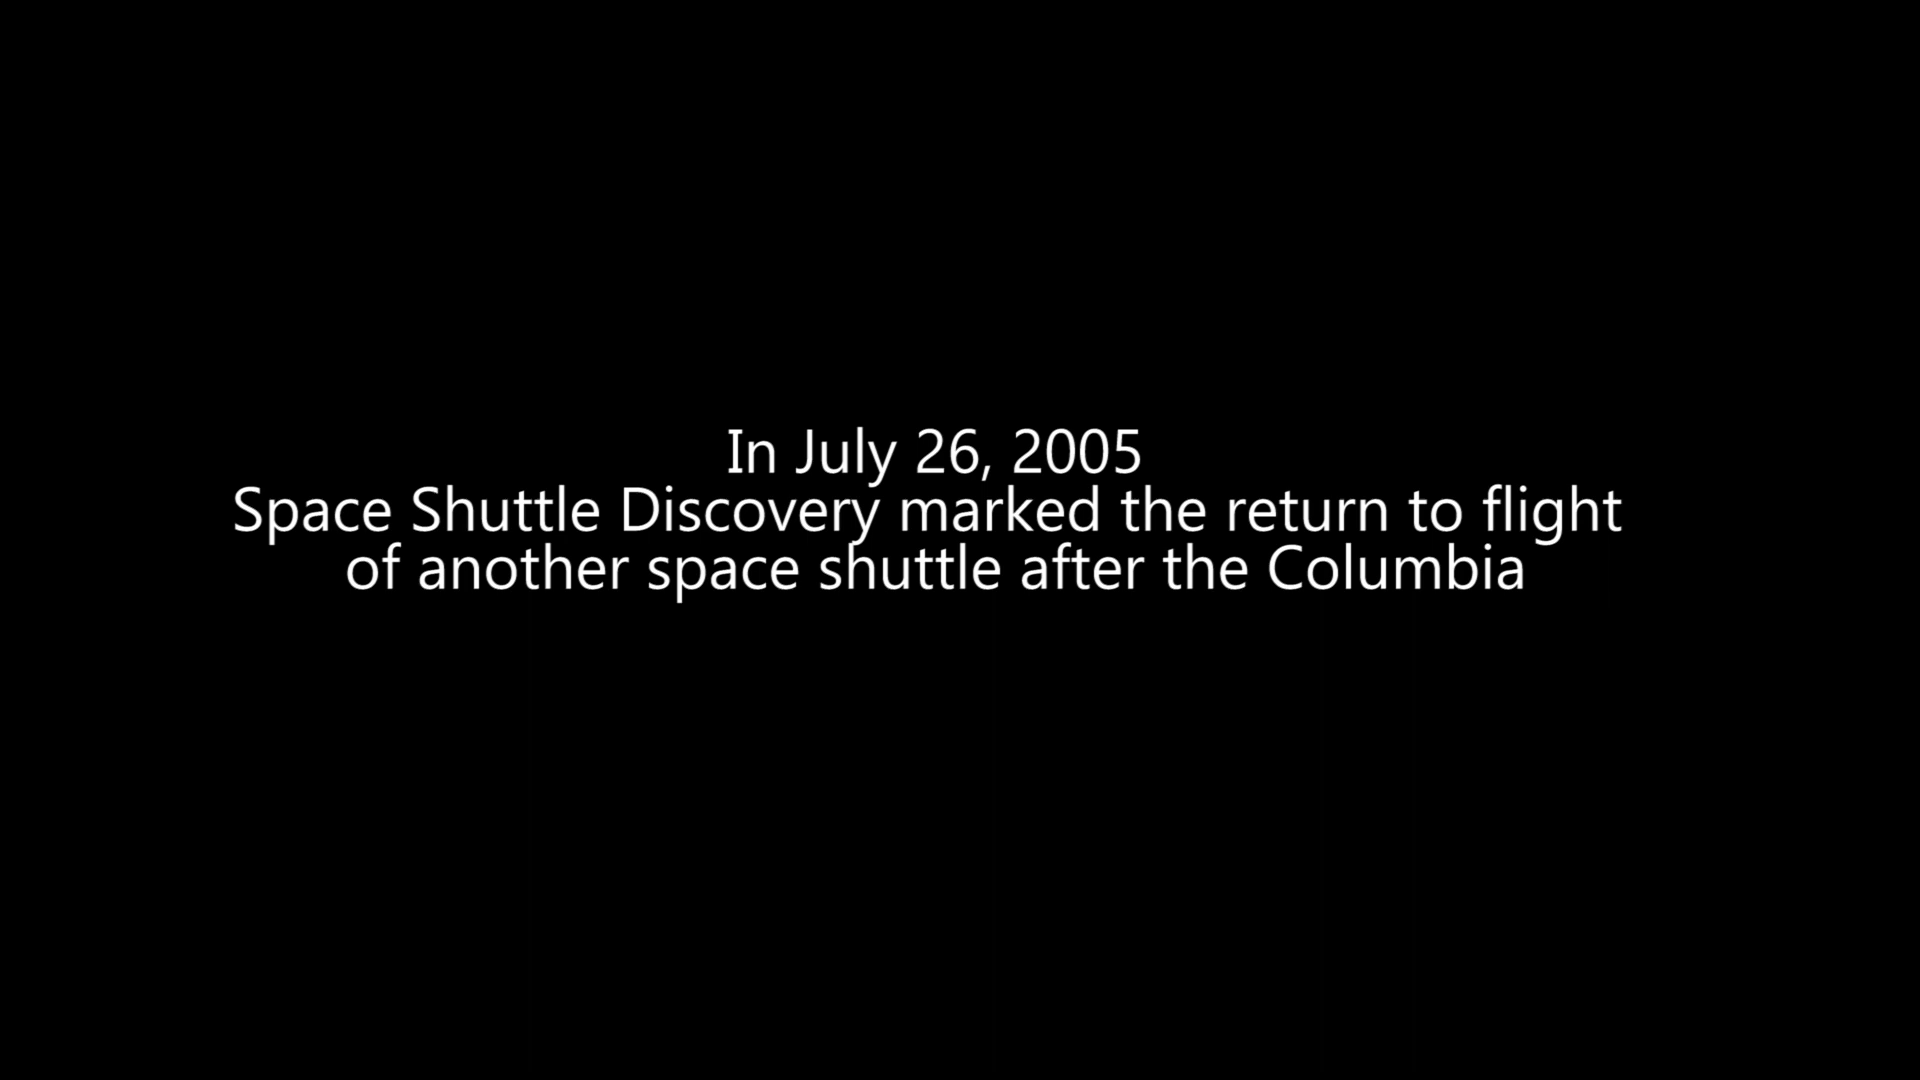 In July 26, 2005
Space Shuttle Discovery marked the return to flight
of another space shuttle after the Columbia